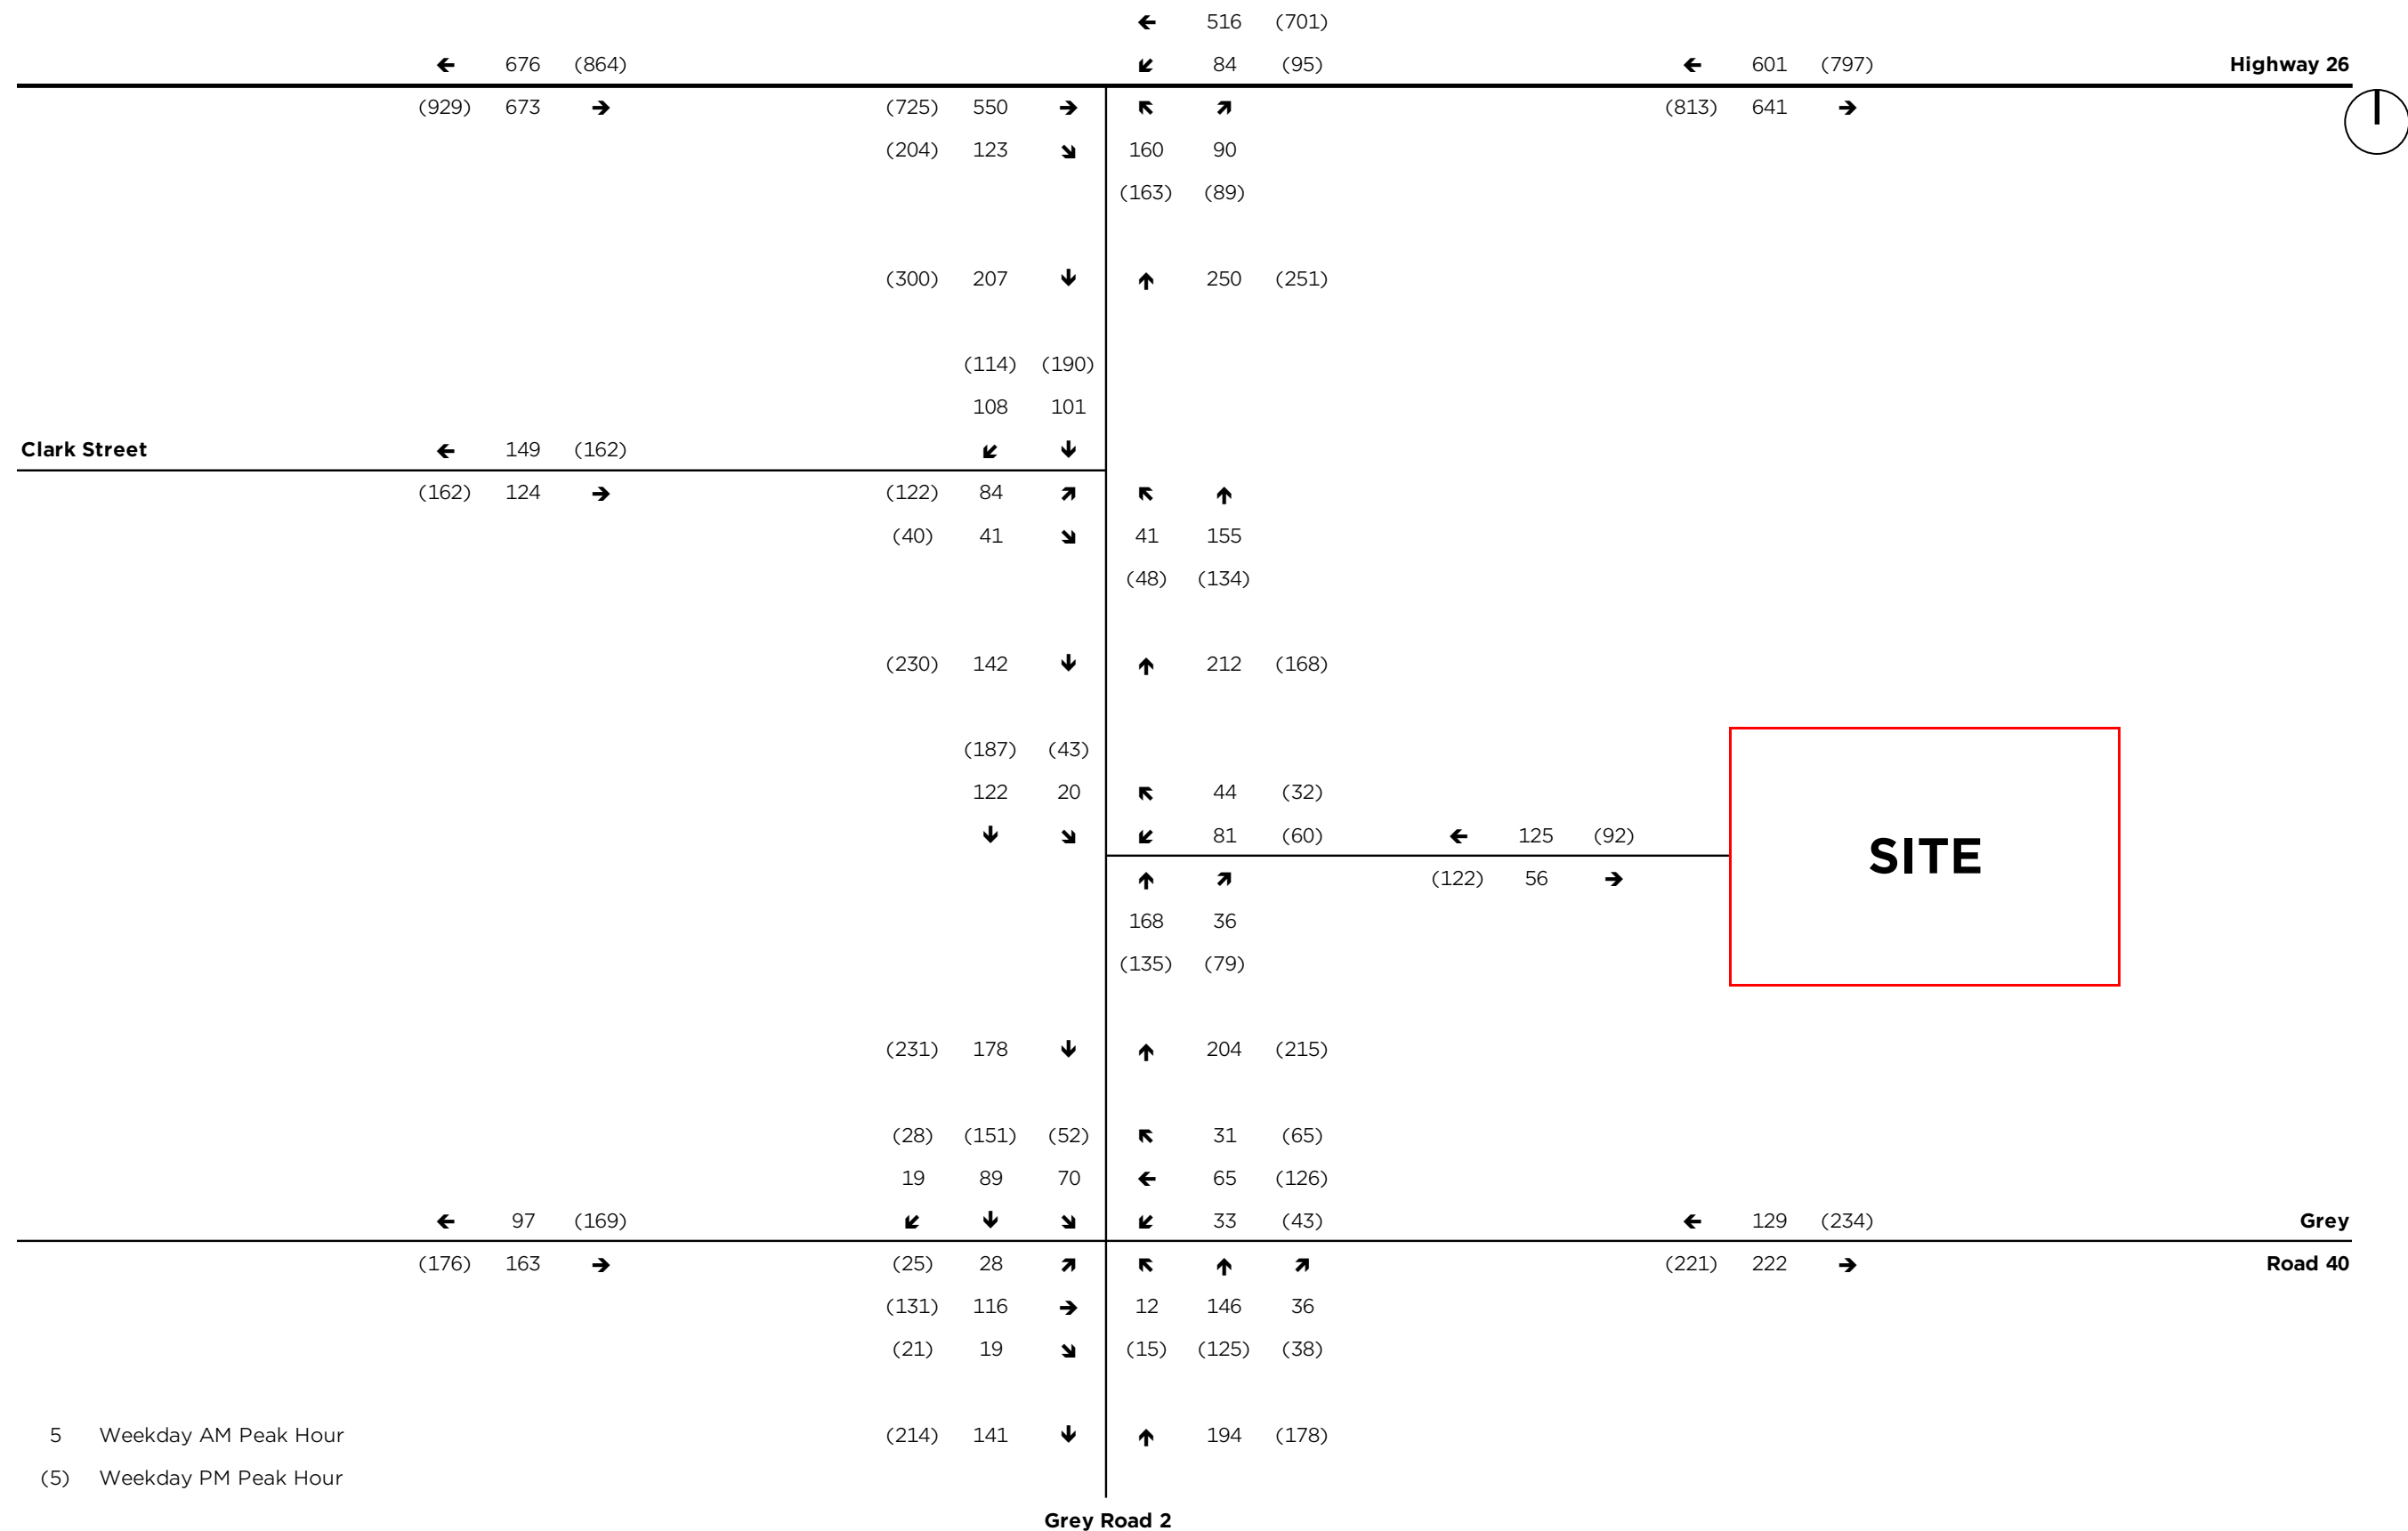 ← 516 (701)
← 676 (864) ↙ 84 (95) ← 601 (797) Highway 26
(929) 673 → (725) 550 → ↖ ↗ (813) 641 →
(204) 123 ↘ 160 90
(163) (89)
(300) 207 ↓ ↑ 250 (251)
(114) (190)
108 101
Clark Street ← 149 (162) ↙ ↓
(162) 124 → (122) 84 ↗ ↖ ↑
(40) 41 ↘ 41 155
(48) (134)
(230) 142 ↓ ↑ 212 (168)
(187) (43)
122 20 ↖ 44 (32)
↓ ↘ ↙ 81 (60) ← 125 (92)
SITE
↑ ↗ (122) 56 →
168 36
(135) (79)
(231) 178 ↓ ↑ 204 (215)
(28) (151) (52) ↖ 31 (65)
19 89 70 ← 65 (126)
← 97 (169) ↙ ↓ ↘ ↙ 33 (43) ← 129 (234) Grey
(176) 163 → (25) 28 ↗ ↖ ↑ ↗ (221) 222 → Road 40
(131) 116 → 12 146 36
(21) 19 ↘ (15) (125) (38)
5 Weekday AM Peak Hour (214) 141 ↓ ↑ 194 (178)
(5) Weekday PM Peak Hour
Grey Road 2